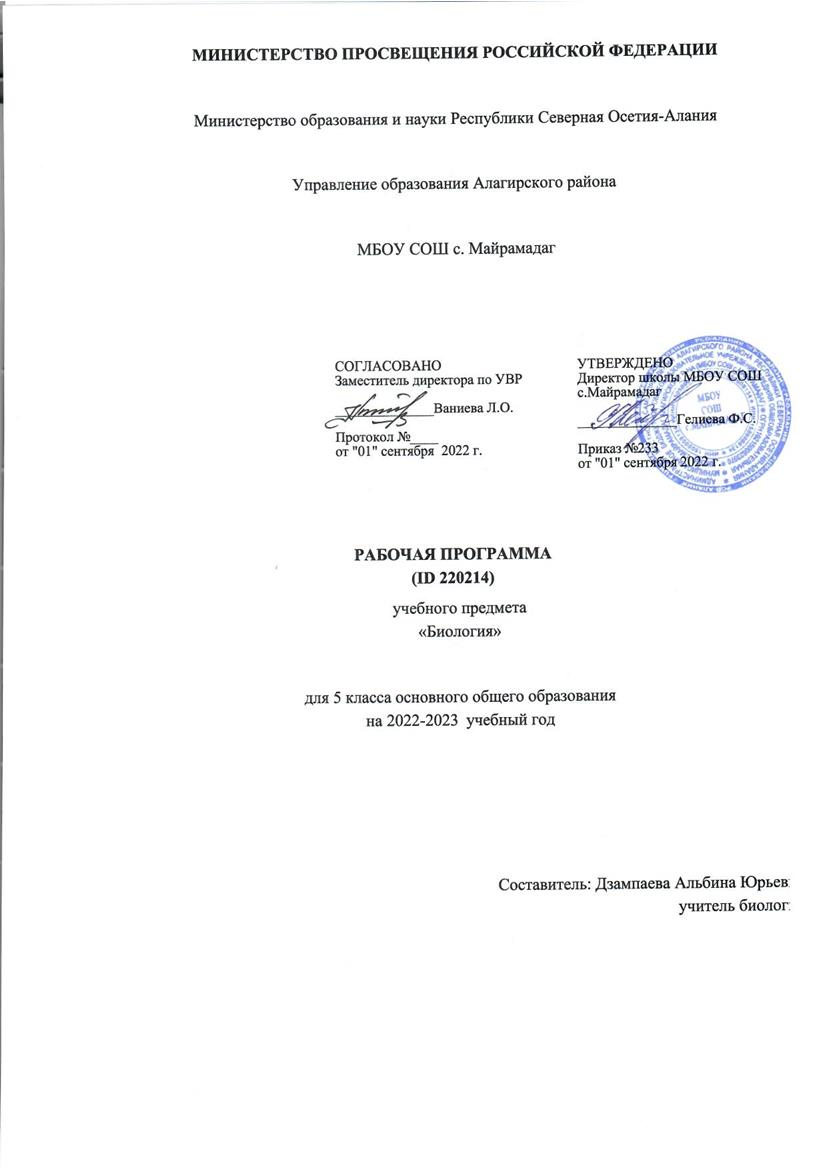 МИНИСТЕРСТВО ПРОСВЕЩЕНИЯ РОССИЙСКОЙ ФЕДЕРАЦИИ
Министерство образования и науки Республики Северная Осетия-Алания
Управление образования Алагирского района
МБОУ СОШ с. Майрамадаг
СОГЛАСОВАНО
Заместитель директора по УВР
Ваниева Л.О.
Протокол №____
от "01" сентября 2022 г.
УТВЕРЖДЕНО
Директор школы МБОУ СОШ
с.Майрамадаг
Гелиева Ф.С.
Приказ №233
от "01" сентября 2022 г.
МБОУ
СОШ
РАБОЧАЯ ПРОГРАММА
(ID 220214)
учебного предмета
«Биология»
для 5 класса основного общего образования
на 2022-2023 учебный год
Составитель: Дзампаева Альбина Юрьев
учитель биолог